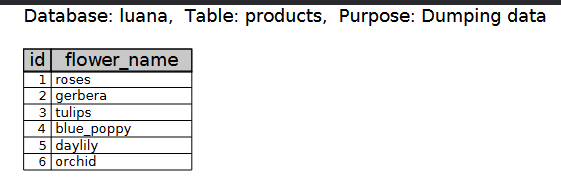 Database: luana, Table: products, Purpose: Dumping data
id flower_name
1 roses
2 gerbera
3 tulips
4 blue_poppy
5 daylily
6 orchid